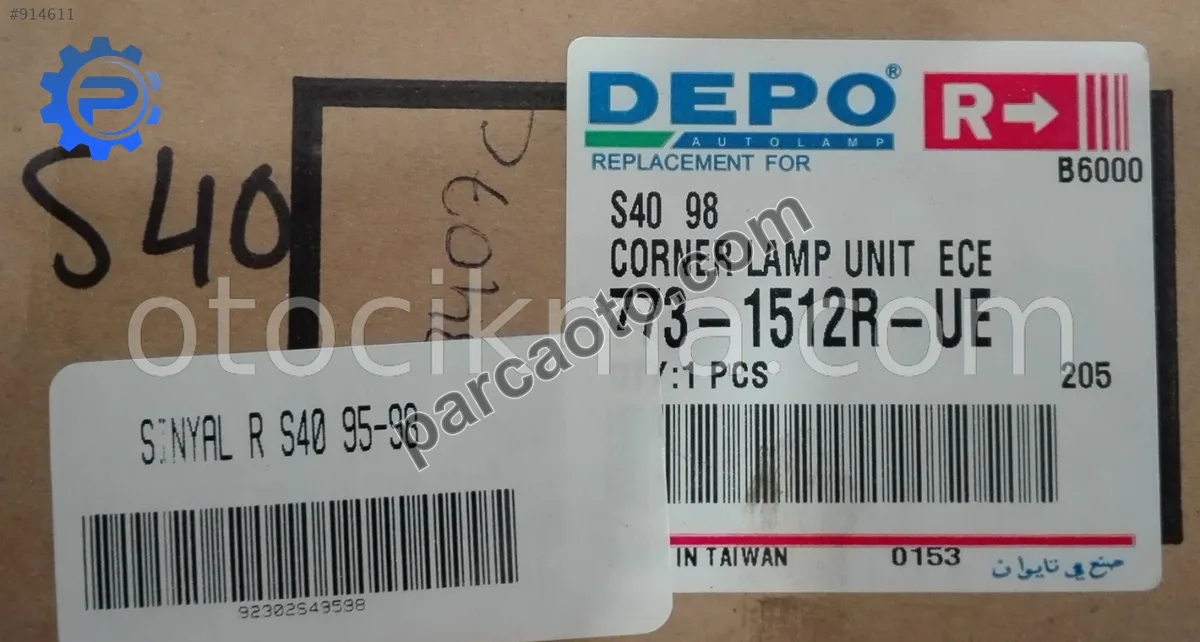 #914611
S40
DEPO®
AUTOLAMP
R→
REPLACEMENT FOR
B6000
S40 98
CORNER LAMP UNIT ECE
773-1512R-UE
Y:1 PCS
205
otocikma.com
parcaoto.com
SINYAL R S40 95-98
IN TAIWAN
0153
صنع في تايوان